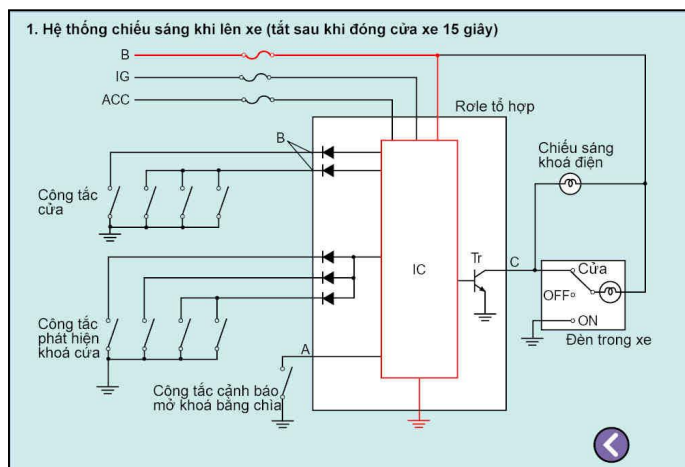 1. Hệ thống chiếu sáng khi lên xe (tắt sau khi đóng cửa xe 15 giây)
B
IG
ACC
Rơle tổ hợp
B
Chiếu sáng
khoá điện
Công tắc
cửa
IC
Tr
C
Cửa
OFF
ON
Đèn trong xe
Công tắc
phát hiện
khoá cửa
A
Công tắc cảnh báo
mở khoá bằng chìa